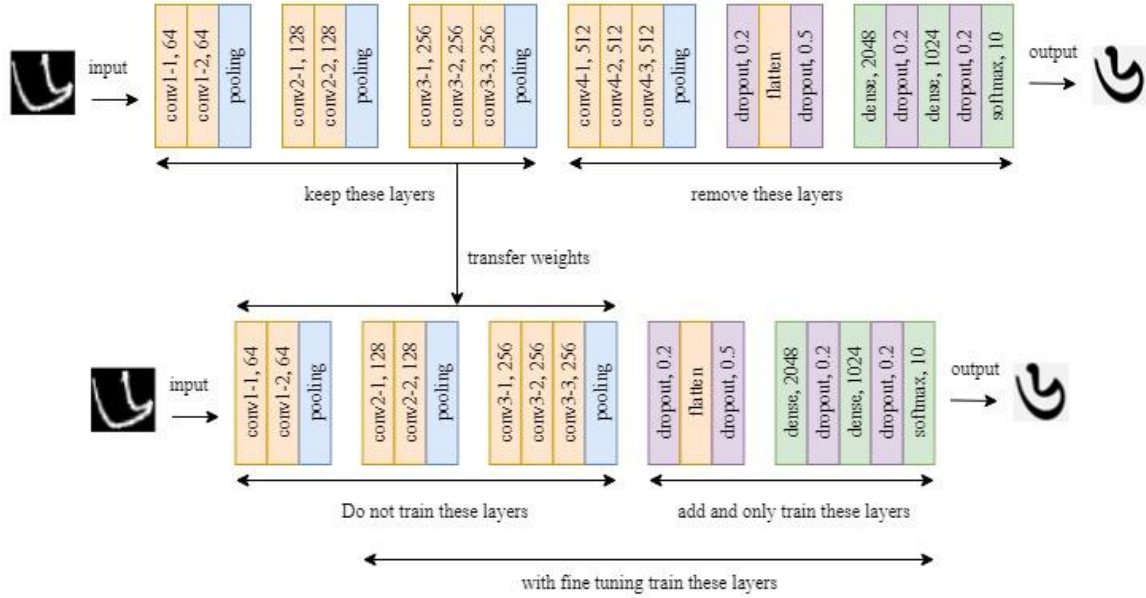 input
conv1-1, 64
conv1-2, 64
pooling
conv2-1, 128
conv2-2, 128
pooling
conv3-1, 256
conv3-2, 256
conv3-3, 256
pooling
conv4-1, 512
conv4-2, 512
conv4-3, 512
pooling
dropout, 0.2
flatten
dropout, 0.5
dense, 2048
dropout, 0.2
dense, 1024
dropout, 0.2
softmax, 10
output
keep these layers
remove these layers
transfer weights
input
conv1-1, 64
conv1-2, 64
pooling
conv2-1, 128
conv2-2, 128
pooling
conv3-1, 256
conv3-2, 256
conv3-3, 256
pooling
dropout, 0.2
flatten
dropout, 0.5
dense, 2048
dropout, 0.2
dense, 1024
dropout, 0.2
softmax, 10
output
Do not train these layers
add and only train these layers
with fine tuning train these layers